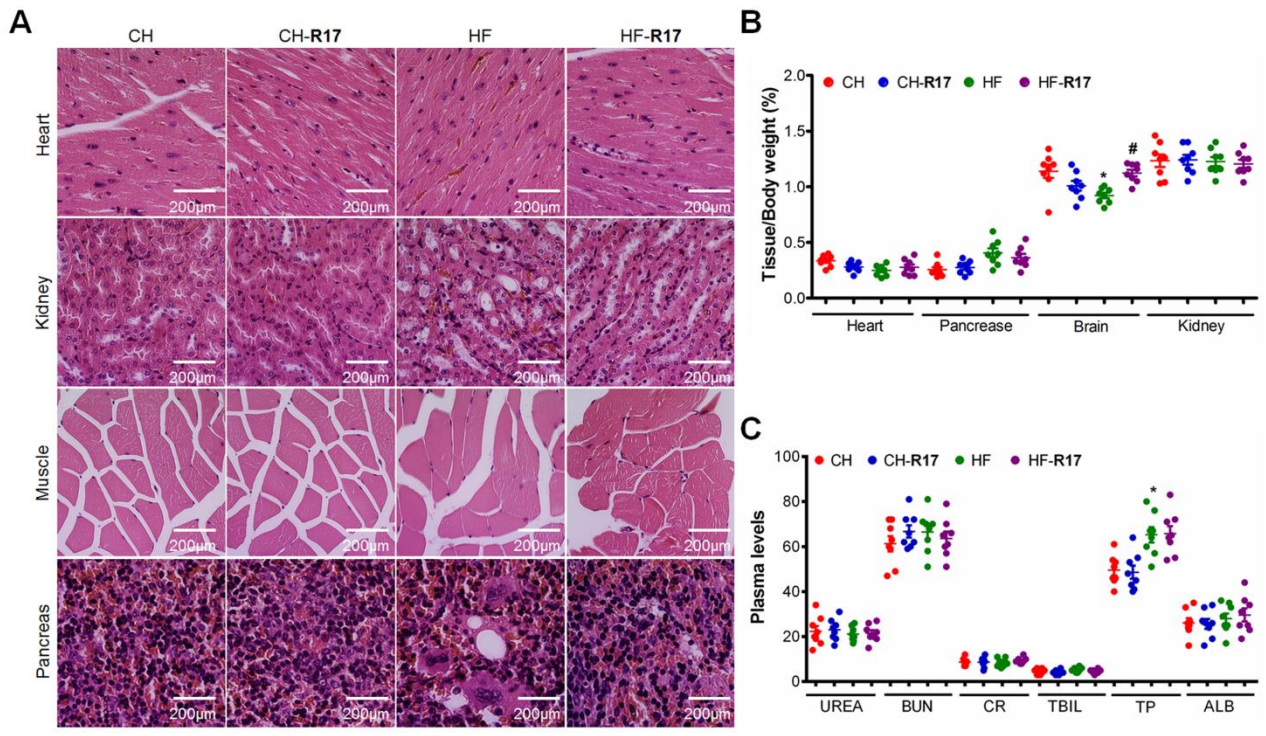 A
CH CH-R17 HF HF-R17
Heart
200µm 200µm 200µm 200µm
Kidney
200µm 200µm 200µm 200µm
Muscle
200µm 200µm 200µm 200µm
Pancreas
200µm 200µm 200µm 200µm
B
Tissue/Body weight (%)
CH CH-R17 HF HF-R17
2.0
1.5
1.0
0.5
0.0
* #
Heart Pancrease Brain Kidney
C
Plasma levels
CH CH-R17 HF HF-R17
100
80
60
40
20
0
*
UREA BUN CR TBIL TP ALB